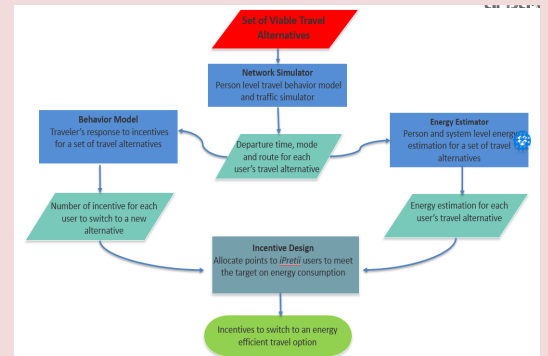 Set of Viable Travel
Alternatives
Network Simulator
Person level travel behavior model
and traffic simulator
Behavior Model
Traveler's response to incentives
for a set of travel alternatives
Energy Estimator
Person and system level energy
estimation for a set of travel
alternatives
Departure time, mode
and route for each
user's travel alternative
Number of incentive for each
user to switch to a new
alternative
Energy estimation for each
user's travel alternative
Incentive Design
Allocate points to iPretii users to meet
the target on energy consumption
Incentives to switch to an energy
efficient travel option